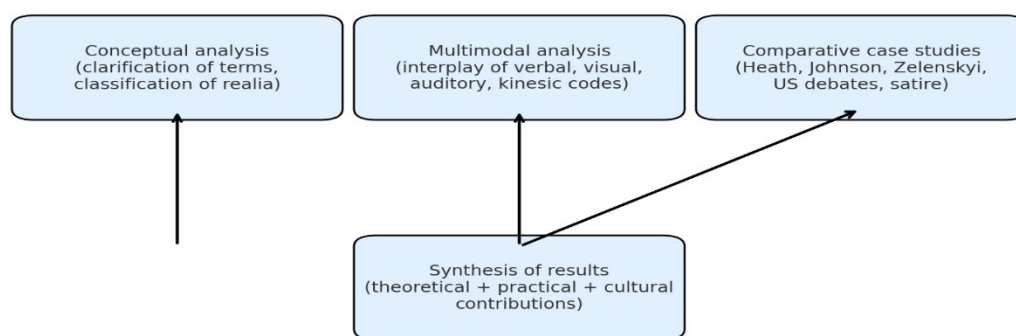 Conceptual analysis
(clarification of terms,
classification of realia)
Multimodal analysis
(interplay of verbal, visual,
auditory, kinesic codes)
Comparative case studies
(Heath, Johnson, Zelenskyi,
US debates, satire)
Synthesis of results
(theoretical + practical + cultural
contributions)